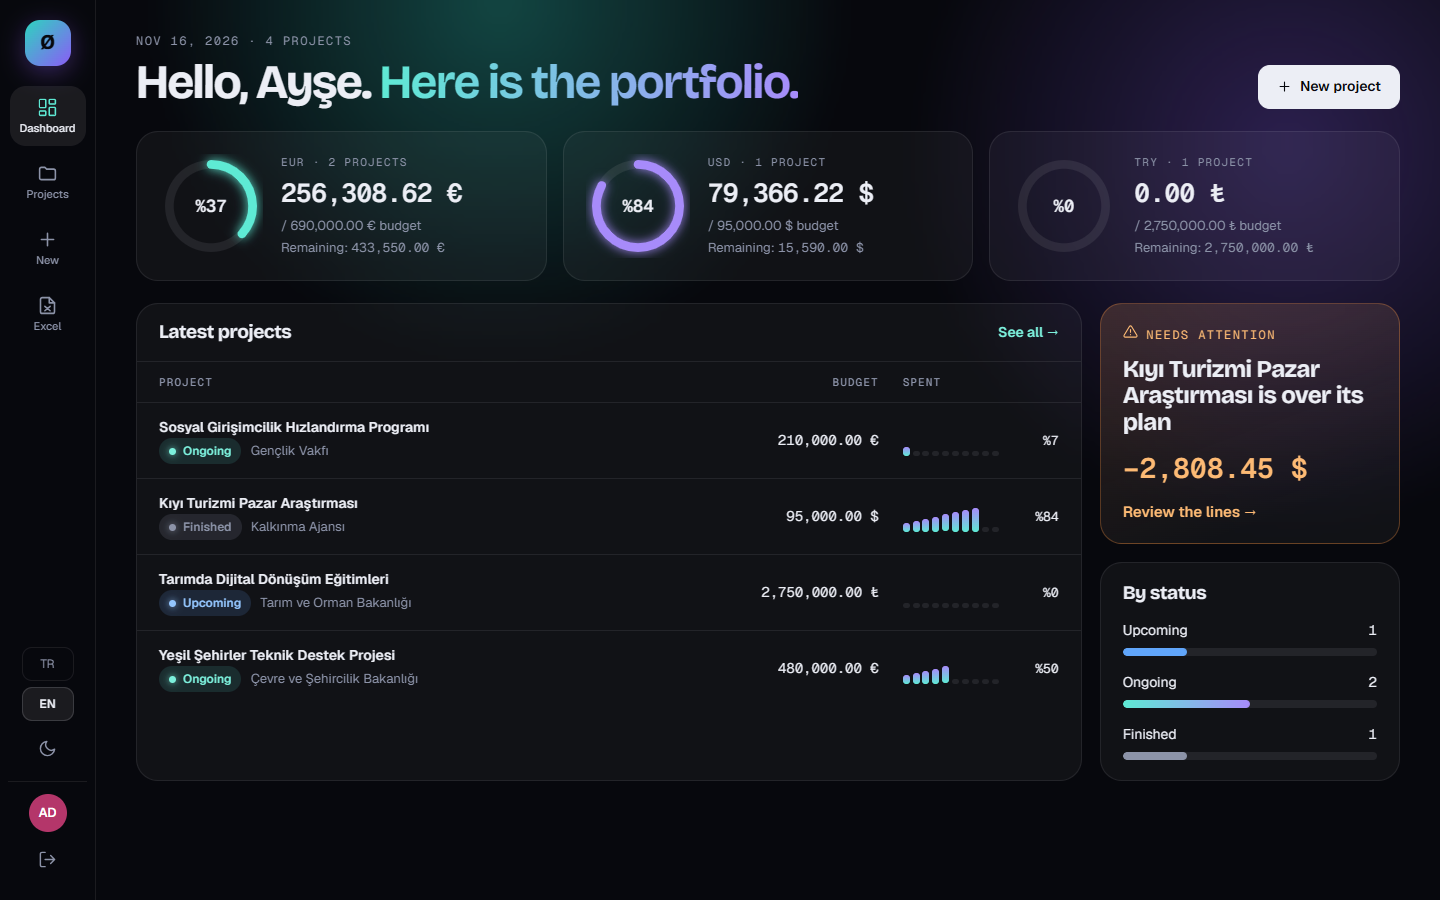 Ø
Dashboard
Projects
New
Excel
TR
EN
AD
NOV 16, 2026 · 4 PROJECTS
Hello, Ayşe. Here is the portfolio.
New project
%37
EUR · 2 PROJECTS
256,308.62 €
/ 690,000.00 € budget
Remaining: 433,550.00 €
%84
USD · 1 PROJECT
79,366.22 $
/ 95,000.00 $ budget
Remaining: 15,590.00 $
%0
TRY · 1 PROJECT
0.00 ₺
/ 2,750,000.00 ₺ budget
Remaining: 2,750,000.00 ₺
Latest projects
See all →
PROJECT BUDGET SPENT
Sosyal Girişimcilik Hızlandırma Programı
Ongoing Gençlik Vakfı
210,000.00 € %7
Kıyı Turizmi Pazar Araştırması
Finished Kalkınma Ajansı
95,000.00 $ %84
Tarımda Dijital Dönüşüm Eğitimleri
Upcoming Tarım ve Orman Bakanlığı
2,750,000.00 ₺ %0
Yeşil Şehirler Teknik Destek Projesi
Ongoing Çevre ve Şehircilik Bakanlığı
480,000.00 € %50
NEEDS ATTENTION
Kıyı Turizmi Pazar
Araştırması is over its
plan
−2,808.45 $
Review the lines →
By status
Upcoming 1
Ongoing 2
Finished 1